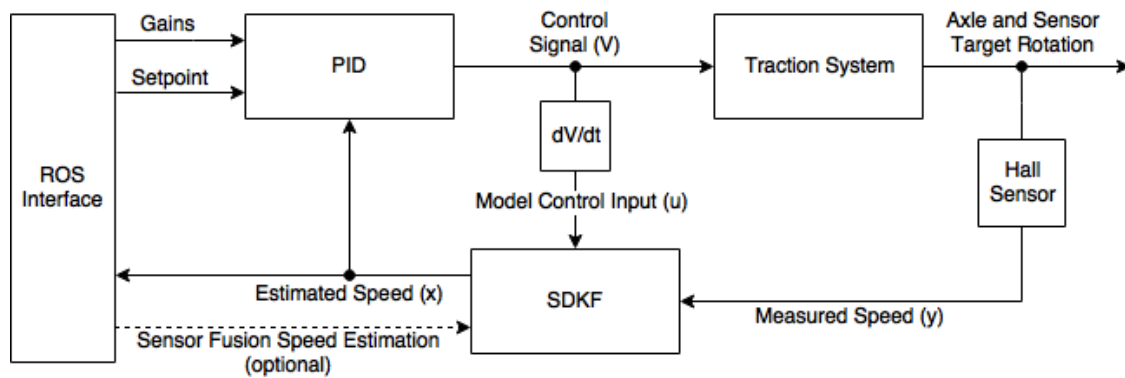 Gains
Setpoint
ROS
Interface
PID
Control
Signal (V)
Traction System
Axle and Sensor
Target Rotation
dV/dt
Hall
Sensor
Model Control Input (u)
SDKF
Estimated Speed (x)
Measured Speed (y)
Sensor Fusion Speed Estimation
(optional)